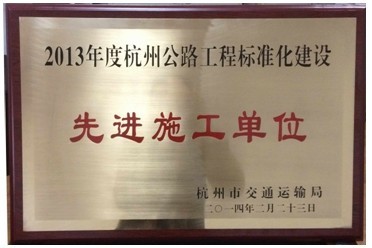 2013年度杭州公路工程标准化建设
先进施工单位
杭州市交通运输局
二〇一四年二月二十三日